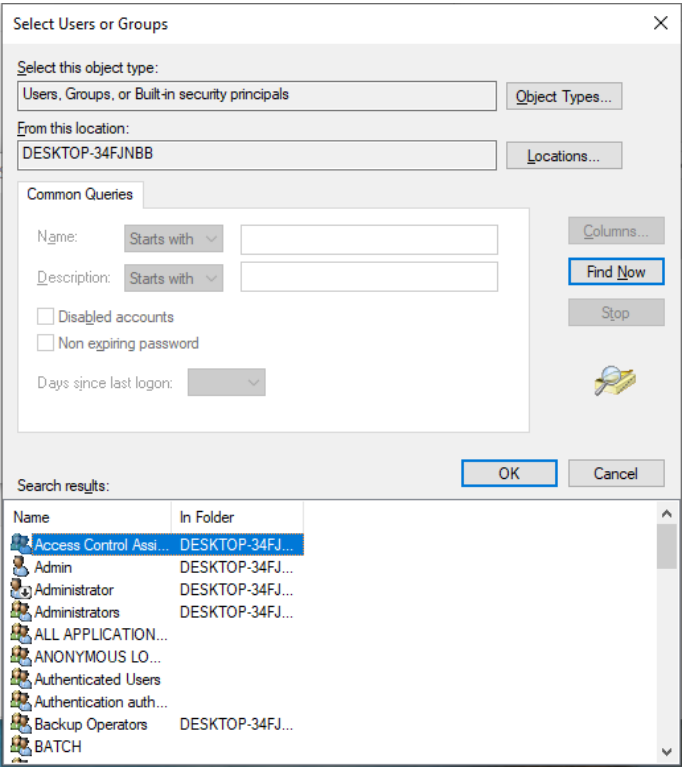 Select Users or Groups
Select this object type:
Users, Groups, or Built-in security principals
Object Types...
From this location:
DESKTOP-34FJNBB
Locations...
Common Queries
Name:
Starts with
Columns...
Description:
Starts with
Find Now
Disabled accounts
Stop
Non expiring password
Days since last logon:
OK
Cancel
Search results:
Name In Folder
Access Control Assi... DESKTOP-34FJ...
Admin DESKTOP-34FJ...
Administrator DESKTOP-34FJ...
Administrators DESKTOP-34FJ...
ALL APPLICATION...
ANONYMOUS LO...
Authenticated Users
Authentication auth...
Backup Operators DESKTOP-34FJ...
BATCH